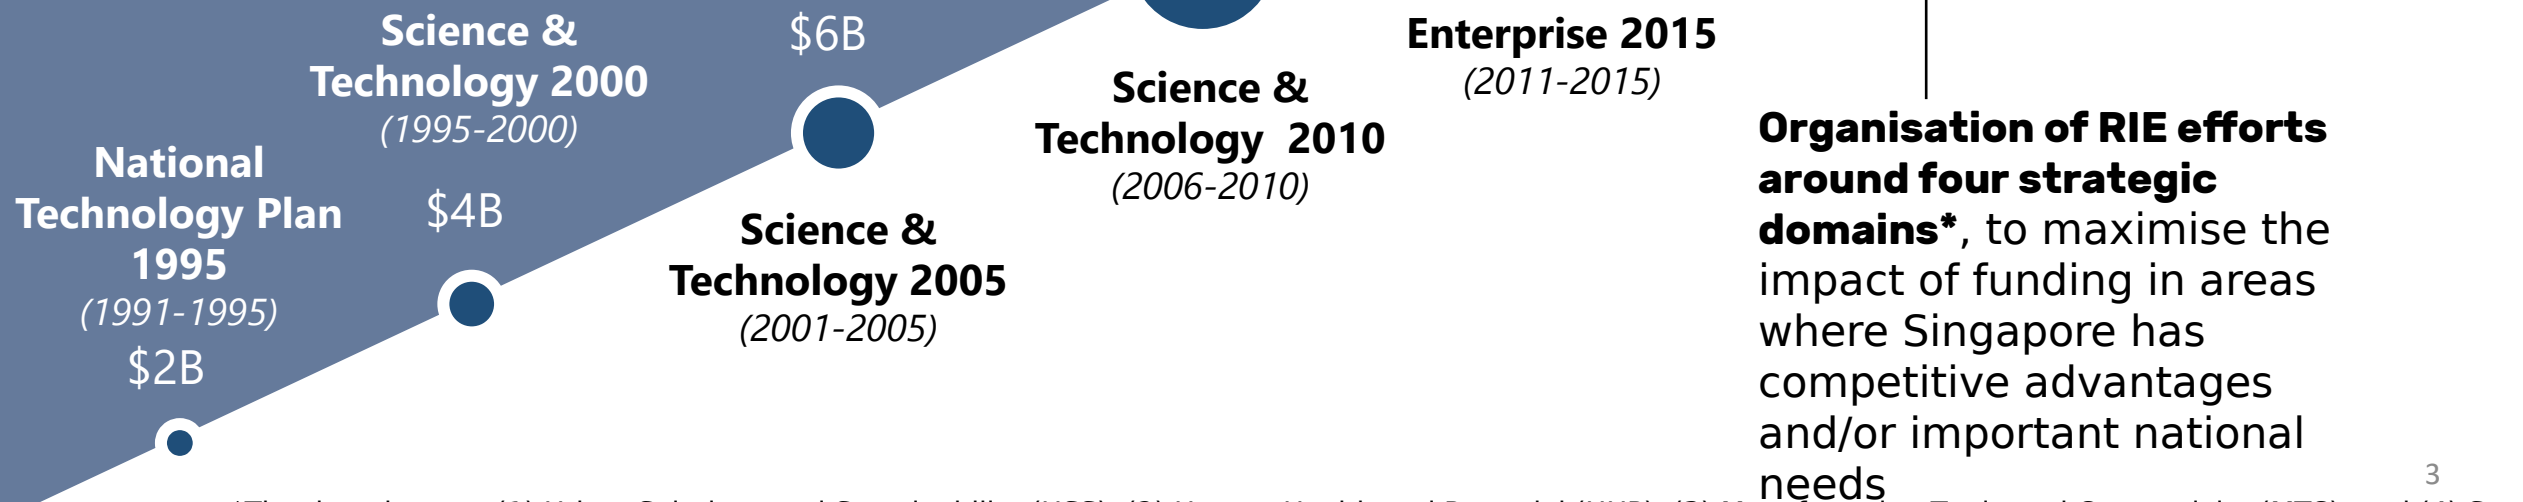 Science &
Technology 2000
(1995-2000)
$6B
Enterprise 2015
(2011-2015)
National
Technology Plan
1995
(1991-1995)
$2B
$4B
Science &
Technology 2005
(2001-2005)
Science &
Technology  2010
(2006-2010)
Organisation of RIE efforts
around four strategic
domains*, to maximise the
impact of funding in areas
where Singapore has
competitive advantages
and/or important national
needs
3